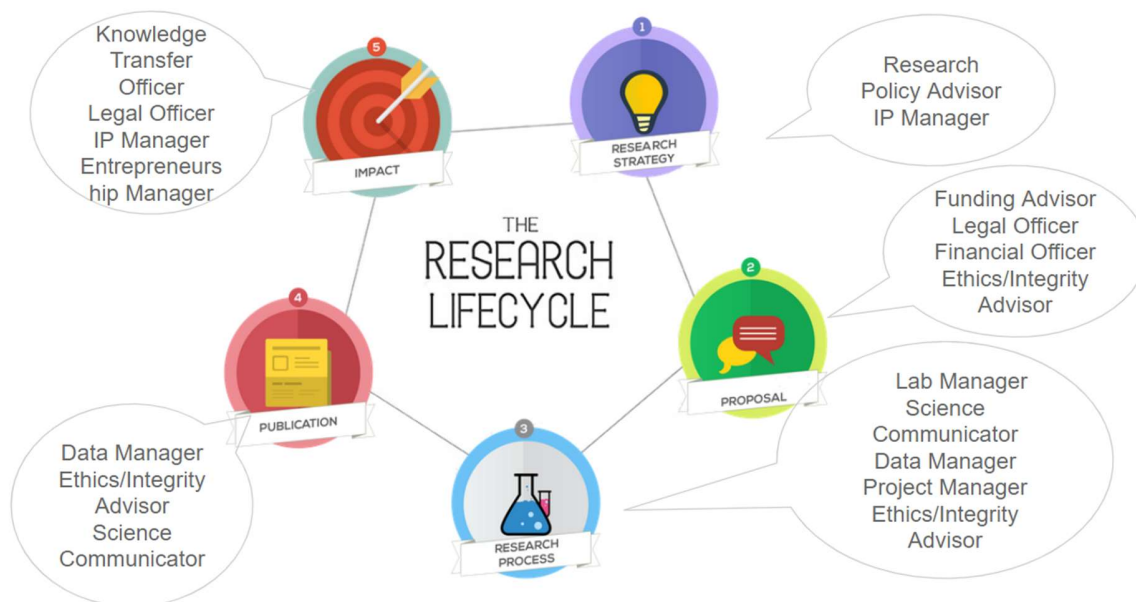 THE
RESEARCH
LIFECYCLE
1
RESEARCH
STRATEGY
Research
Policy Advisor
IP Manager
2
PROPOSAL
Funding Advisor
Legal Officer
Financial Officer
Ethics/Integrity
Advisor
3
RESEARCH
PROCESS
Lab Manager
Science
Communicator
Data Manager
Project Manager
Ethics/Integrity
Advisor
4
PUBLICATION
Data Manager
Ethics/Integrity
Advisor
Science
Communicator
5
IMPACT
Knowledge
Transfer
Officer
Legal Officer
IP Manager
Entrepreneurs
hip Manager